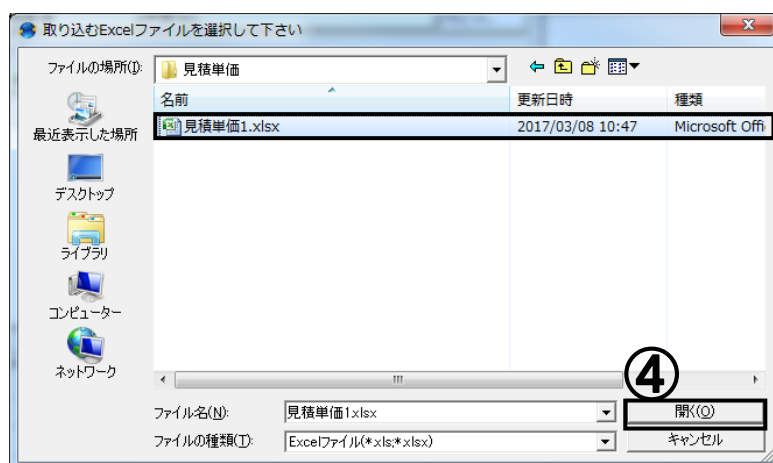 取り込むExcelファイルを選択して下さい
ファイルの場所(I): 見積単価
名前 更新日時 種類
見積単価1.xlsx 2017/03/08 10:47 Microsoft Offi
最近表示した場所
デスクトップ
ライブラリ
コンピューター
ネットワーク
④
ファイル名(N): 見積単価1.xlsx 開く(O)
ファイルの種類(T): Excelファイル(*.xls;*.xlsx) キャンセル